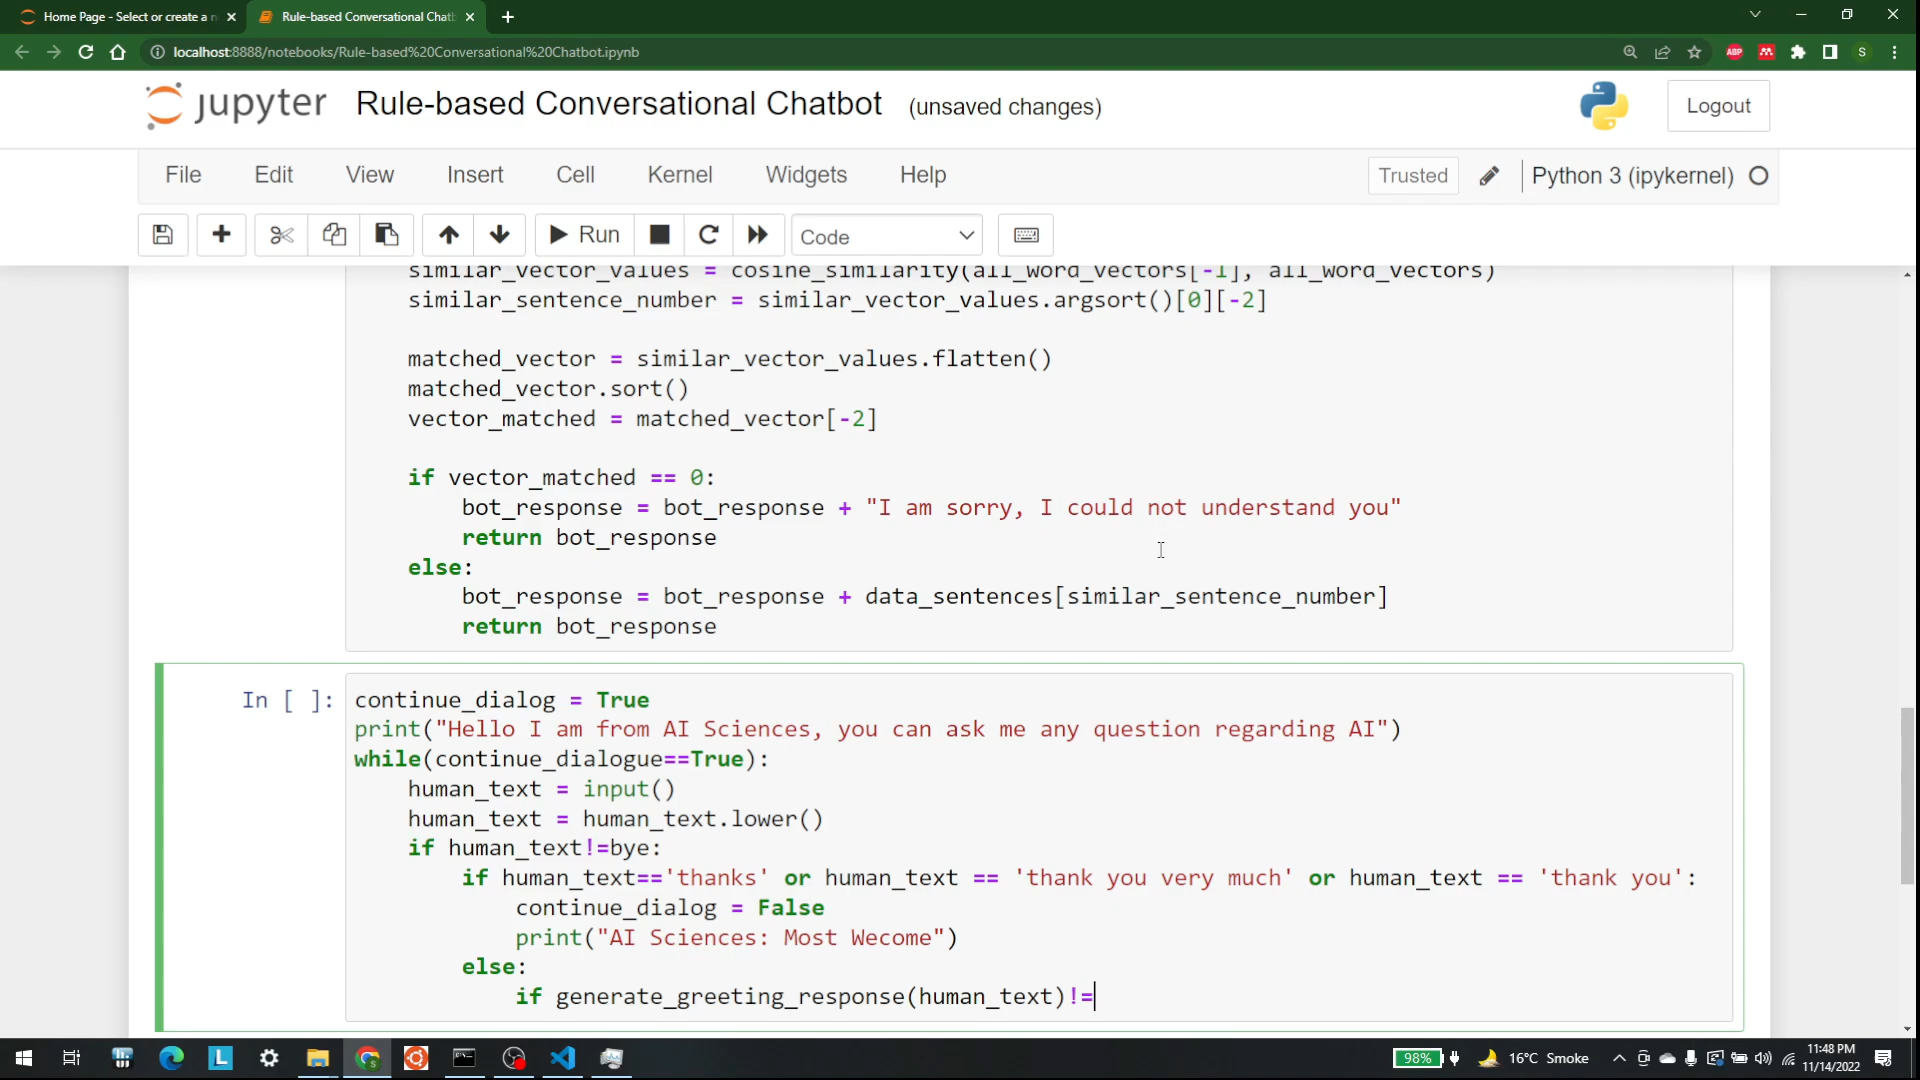 Home Page - Select or create a n
Rule-based Conversational Chatb
localhost:8888/notebooks/Rule-based%20Conversational%20Chatbot.ipynb
ABP
S
jupyter Rule-based Conversational Chatbot (unsaved changes)
Logout
File Edit View Insert Cell Kernel Widgets Help
Trusted
Python 3 (ipykernel)
Run
Code
similar_vector_values = cosine_similarity(all_word_vectors[-1], all_word_vectors)
similar_sentence_number = similar_vector_values.argsort()[0][-2]
matched_vector = similar_vector_values.flatten()
matched_vector.sort()
vector_matched = matched_vector[-2]
if vector_matched == 0:
bot_response = bot_response + "I am sorry, I could not understand you"
return bot_response
else:
bot_response = bot_response + data_sentences[similar_sentence_number]
return bot_response
In [ ]:
continue_dialog = True
print("Hello I am from AI Sciences, you can ask me any question regarding AI")
while(continue_dialogue==True):
human_text = input()
human_text = human_text.lower()
if human_text!=bye:
if human_text=='thanks' or human_text == 'thank you very much' or human_text == 'thank you':
continue_dialog = False
print("AI Sciences: Most Wecome")
else:
if generate_greeting_response(human_text)!=
L
98%
16°C Smoke
11:48 PM
11/14/2022